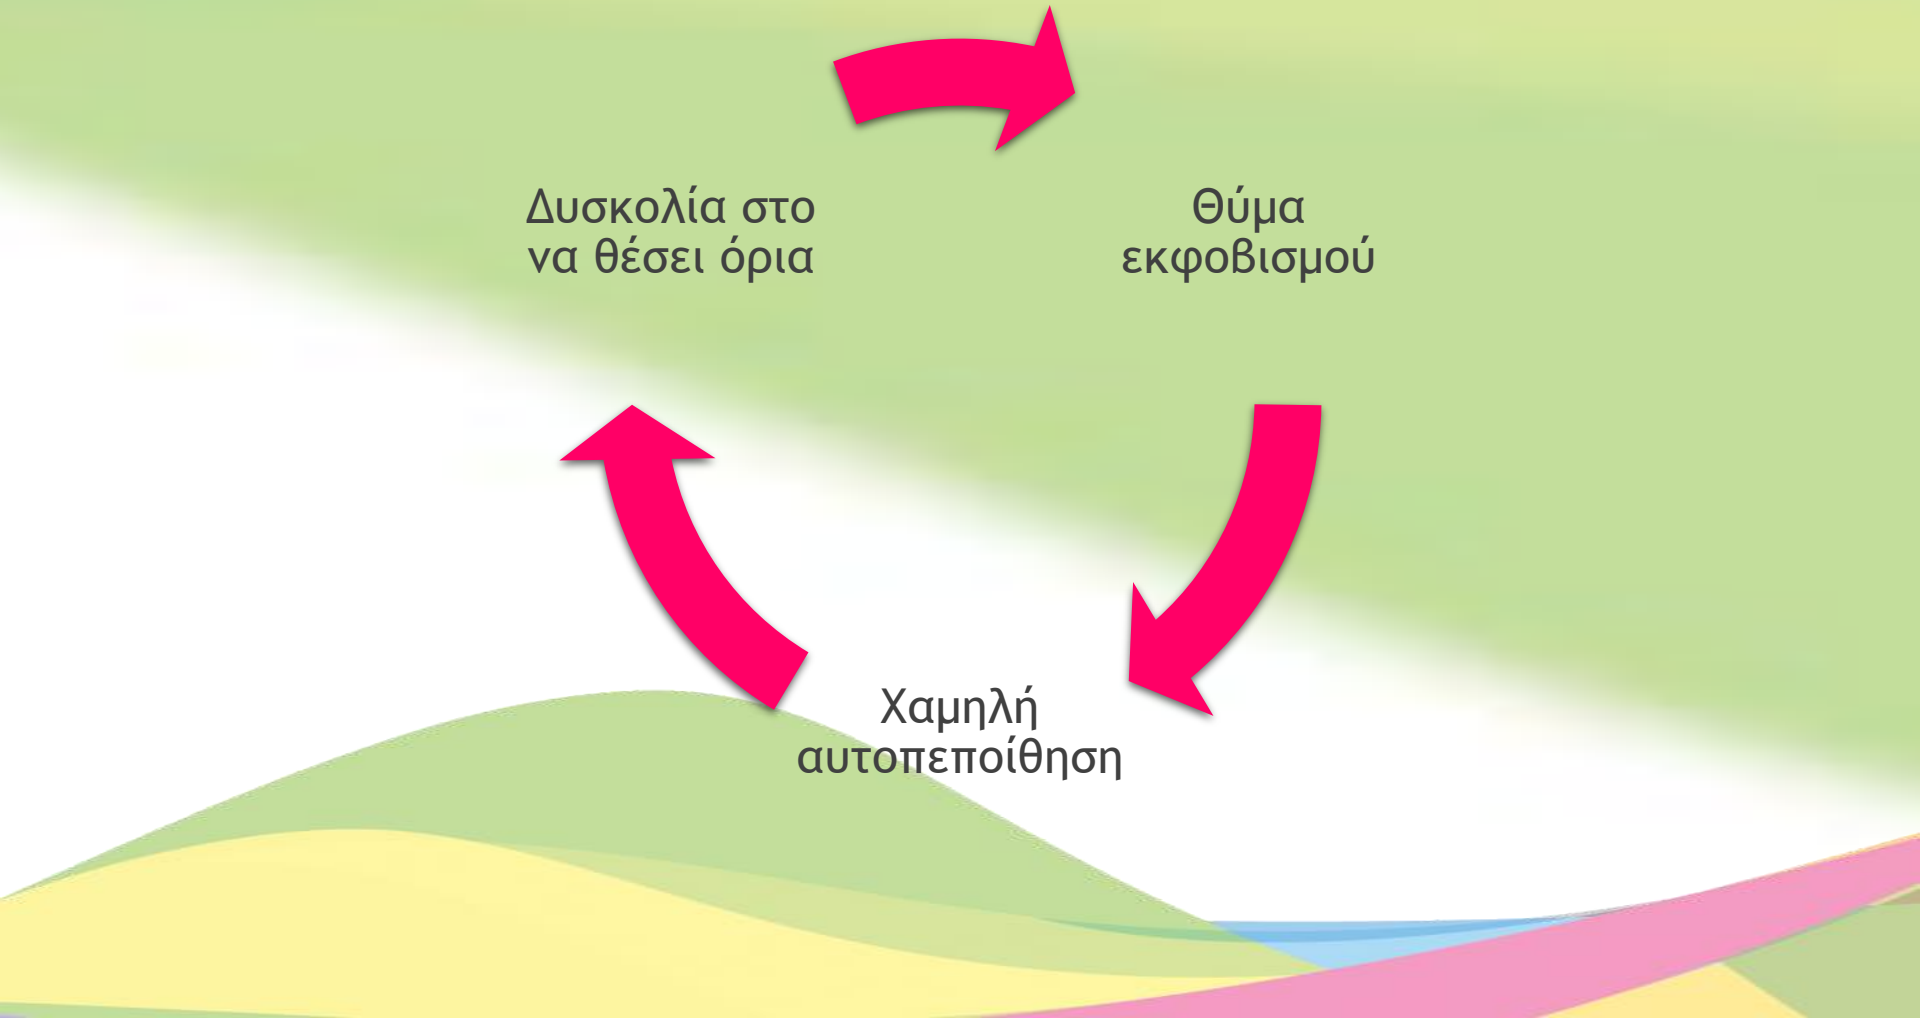 Δυσκολία στο
να θέσει όρια
Θύμα
εκφοβισμού
Χαμηλή
αυτοπεποίθηση